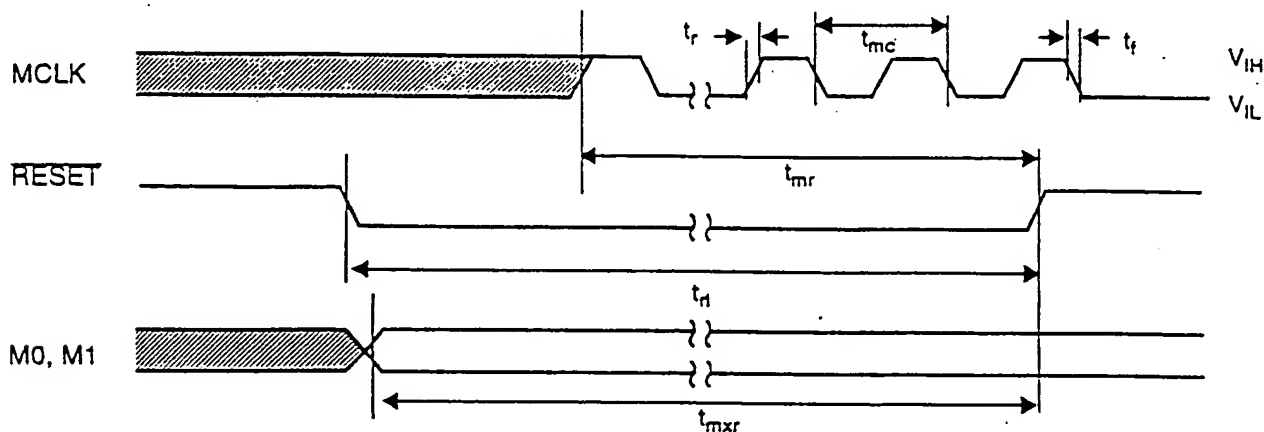 t_r
t_mc
t_f
MCLK
V_IH
V_IL
RESET
t_mr
t_rl
M0, M1
t_mxr